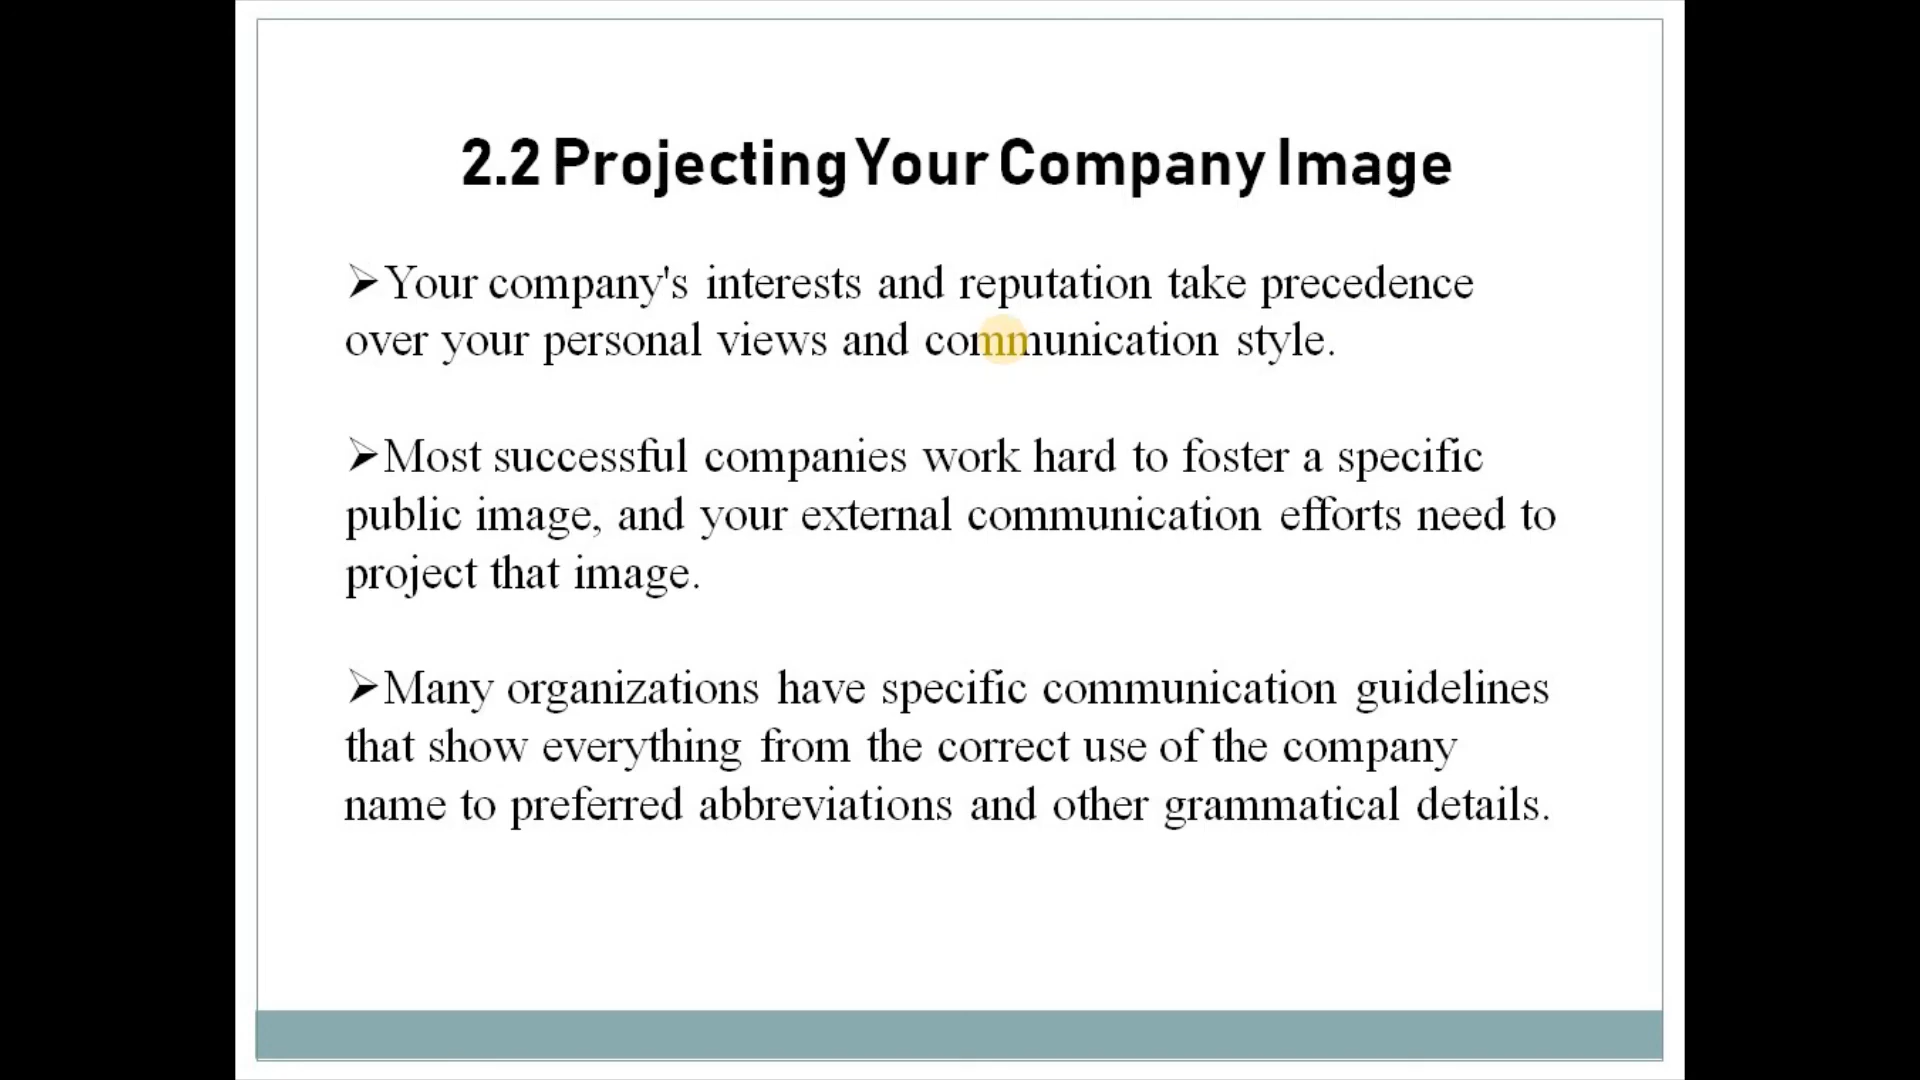 2.2 Projecting Your Company Image
➢Your company's interests and reputation take precedence
over your personal views and communication style.
➢Most successful companies work hard to foster a specific
public image, and your external communication efforts need to
project that image.
➢Many organizations have specific communication guidelines
that show everything from the correct use of the company
name to preferred abbreviations and other grammatical details.